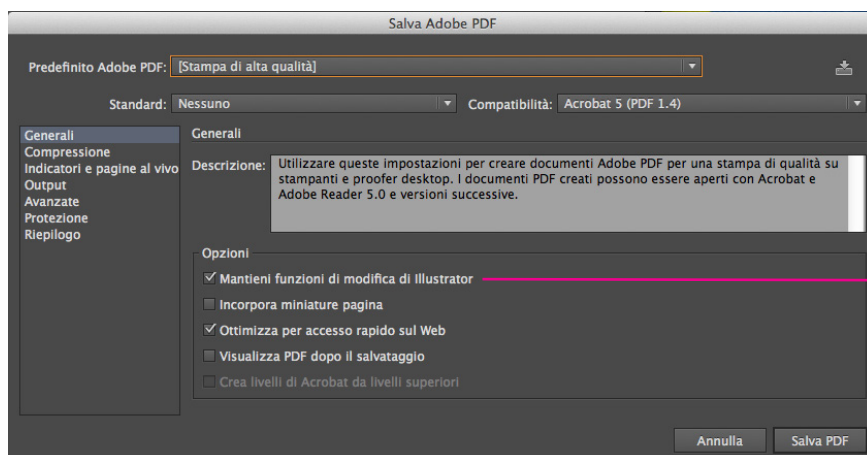 Salva Adobe PDF
Predefinito Adobe PDF: [Stampa di alta qualità]
Standard: Nessuno Compatibilità: Acrobat 5 (PDF 1.4)
Generali
Compressione
Indicatori e pagine al vivo
Output
Avanzate
Protezione
Riepilogo
Generali
Descrizione: Utilizzare queste impostazioni per creare documenti Adobe PDF per una stampa di qualità su
stampanti e proofer desktop. I documenti PDF creati possono essere aperti con Acrobat e
Adobe Reader 5.0 e versioni successive.
Opzioni
Mantieni funzioni di modifica di Illustrator
Incorpora miniature pagina
Ottimizza per accesso rapido sul Web
Visualizza PDF dopo il salvataggio
Crea livelli di Acrobat da livelli superiori
Annulla Salva PDF